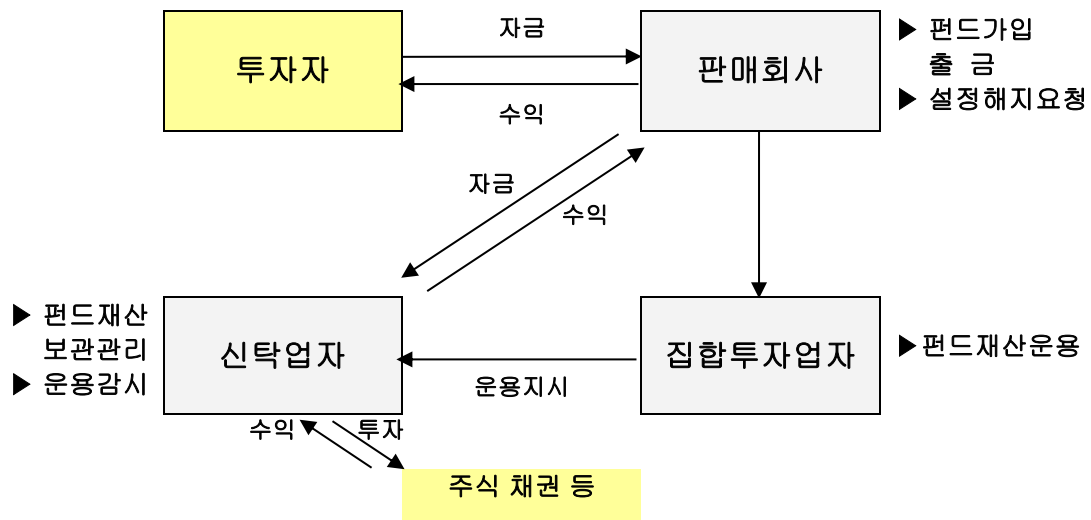 자금
투자자
판매회사
▶ 펀드가입
출 금
▶ 설정해지요청
수익
자금
수익
▶ 펀드재산
보관관리
▶ 운용감시
신탁업자
집합투자업자
▶ 펀드재산운용
운용지시
수익
투자
주식 채권 등